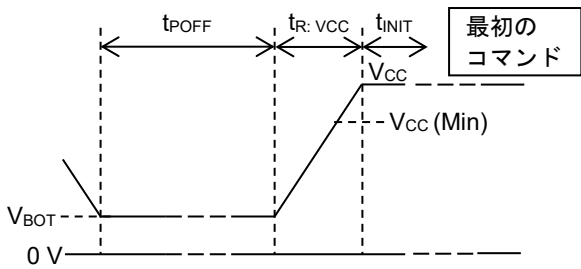 tPOFF
tR: VCC
tINIT
最初の
コマンド
VCC
VCC (Min)
VBOT
0 V